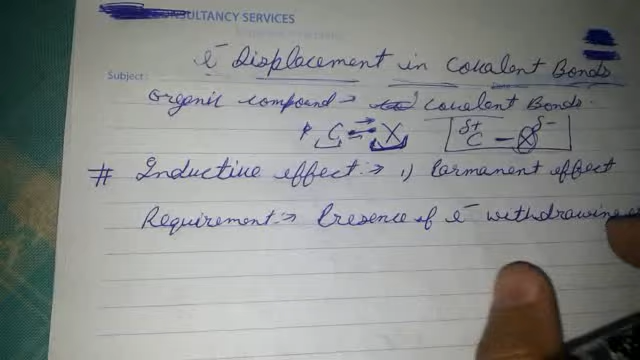 CONSULTANCY SERVICES
Subject:
e⁻ Displacement in Covalent Bonds
Organic compound → Covalent Bonds.
C ⇌ X δ+ C - X δ-
# Inductive effect:→ 1) Parmanent effect
Requirement:→ Presence of e⁻ withdrawing